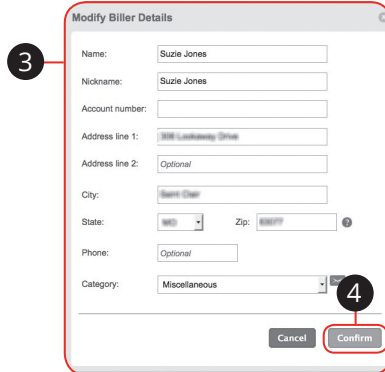 Modify Biller Details
3
Name: Suzie Jones
Nickname: Suzie Jones
Account number:
Address line 1:
Address line 2: Optional
City:
State: Zip: ?
Phone: Optional
Category: Miscellaneous
4
Cancel Confirm